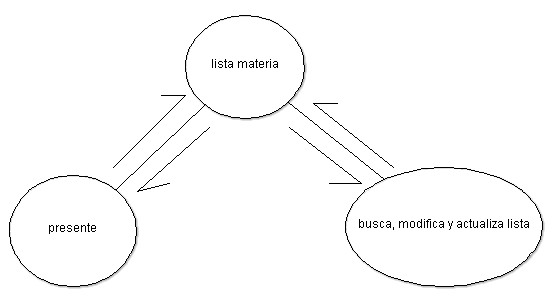 lista materia
presente
busca, modifica y actualiza lista